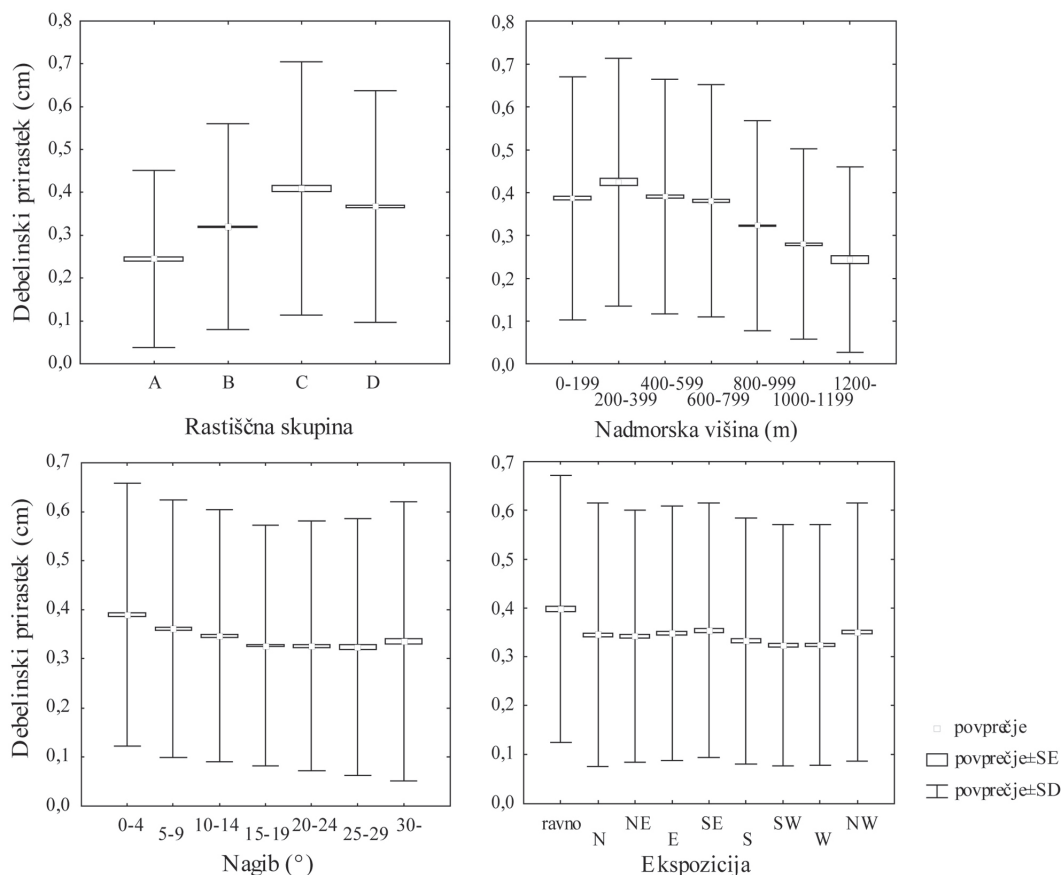 Debelinski prirastek (cm)
0,8
0,7
0,6
0,5
0,4
0,3
0,2
0,1
0,0
A B C D
Rastiščna skupina
0,8
0,7
0,6
0,5
0,4
0,3
0,2
0,1
0,0
0-199 400-599 800-999 1200-
200-399 600-799 1000-1199
Nadmorska višina (m)
Debelinski prirastek (cm)
0,7
0,6
0,5
0,4
0,3
0,2
0,1
0,0
0-4 10-14 20-24 30-
5-9 15-19 25-29
Nagib (°)
0,7
0,6
0,5
0,4
0,3
0,2
0,1
0,0
ravno NE SE SW NW
N E S W
Ekspozicija
povprečje
povprečje±SE
povprečje±SD